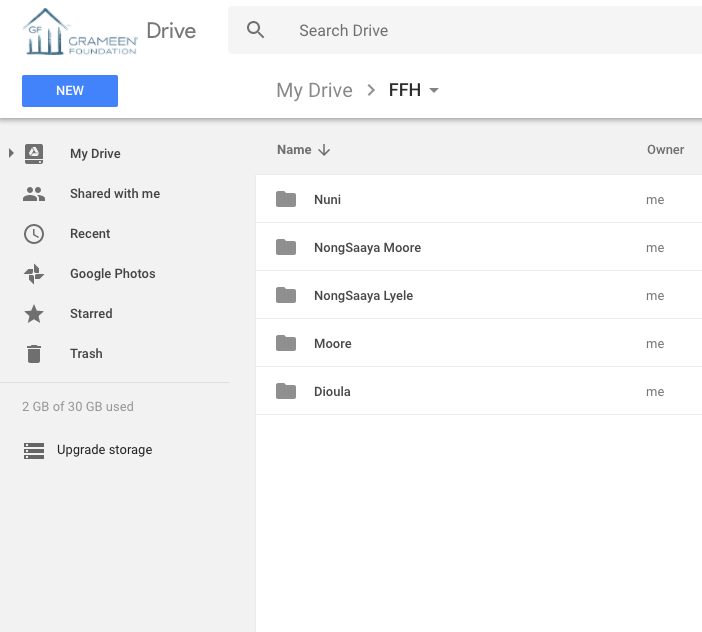 GF
GRAMEEN
FOUNDATION
Drive
Search Drive
NEW
My Drive > FFH
My Drive
Shared with me
Recent
Google Photos
Starred
Trash
2 GB of 30 GB used
Upgrade storage
Name Owner
Nuni me
NongSaaya Moore me
NongSaaya Lyele me
Moore me
Dioula me